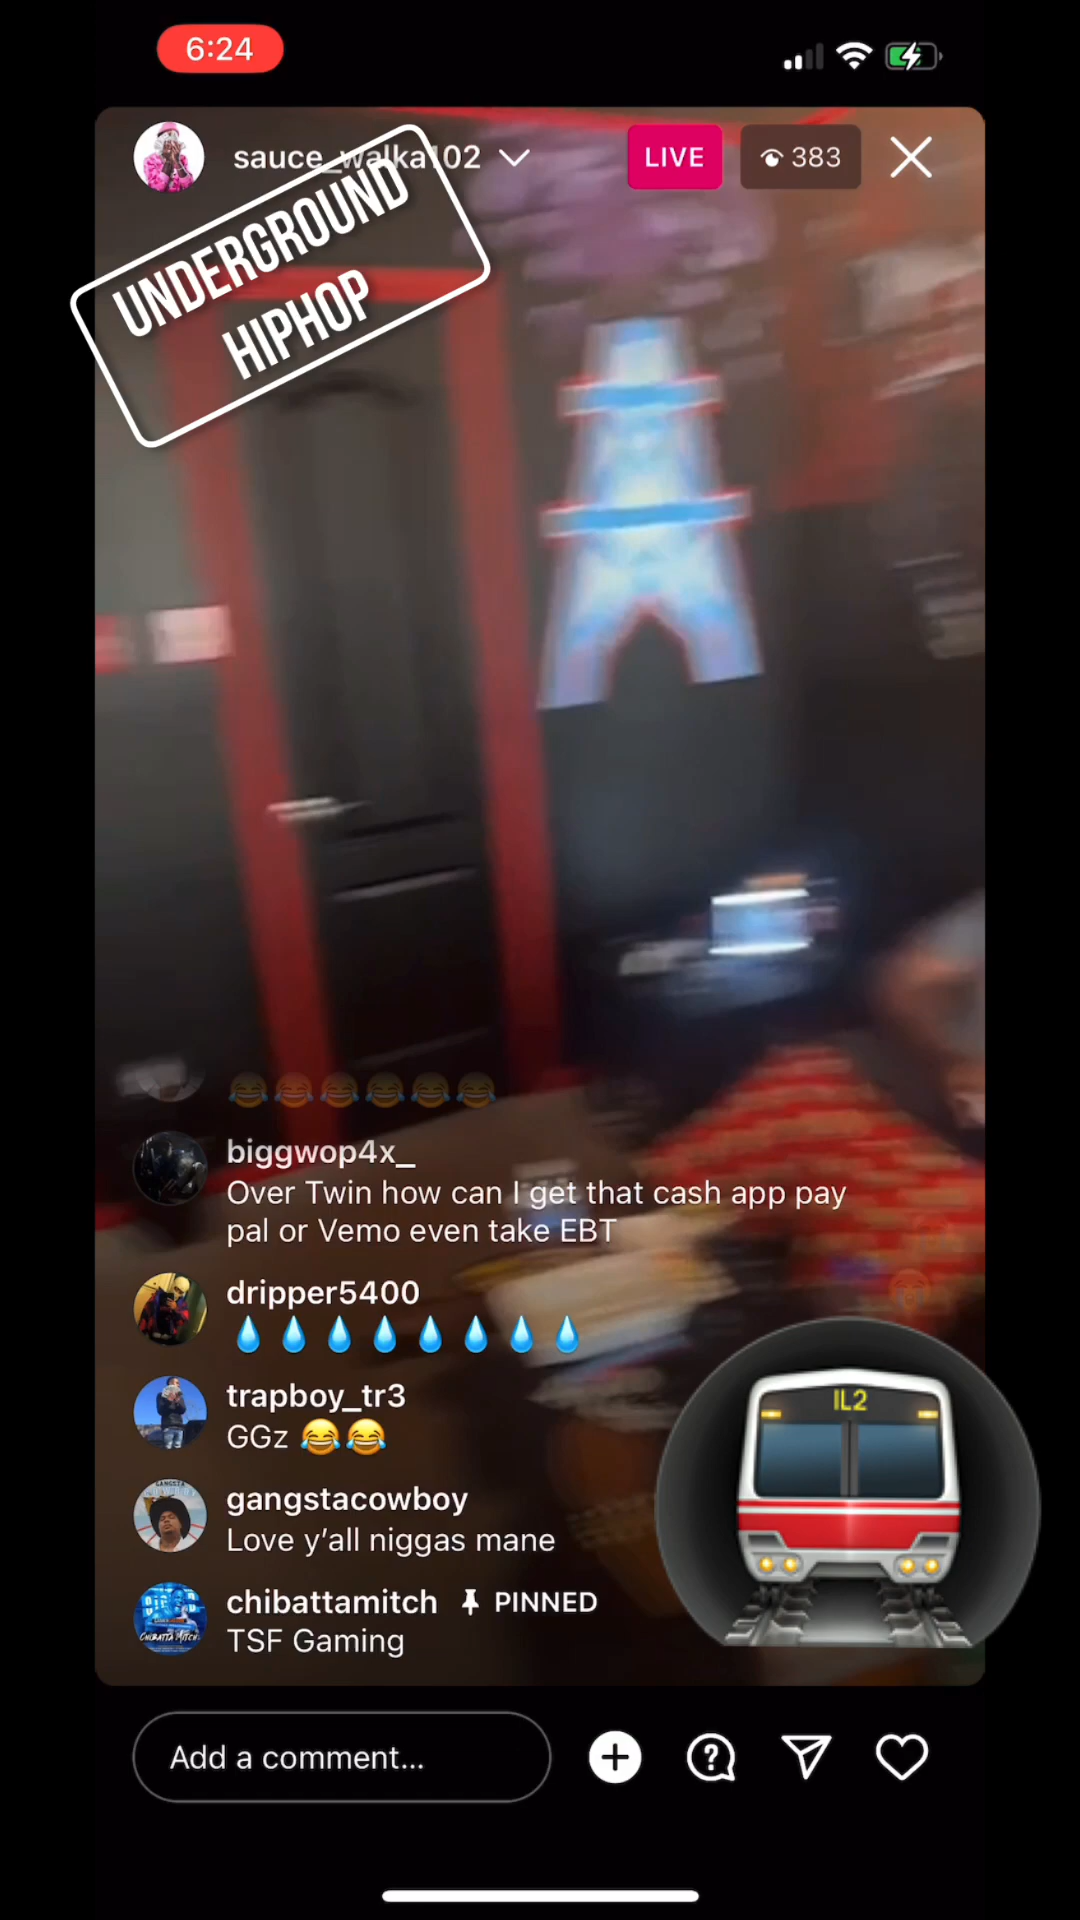 6:24
sauce_walka102
LIVE
383
UNDERGROUND
HIPHOP
😂😂😂😂😂😂
biggwop4x_
Over Twin how can I get that cash app pay
pal or Vemo even take EBT
dripper5400
💧💧💧💧💧💧💧💧
trapboy_tr3
GGz 😂😂
gangstacowboy
Love y’all niggas mane
chibattamitch PINNED
TSF Gaming
IL2
Add a comment...